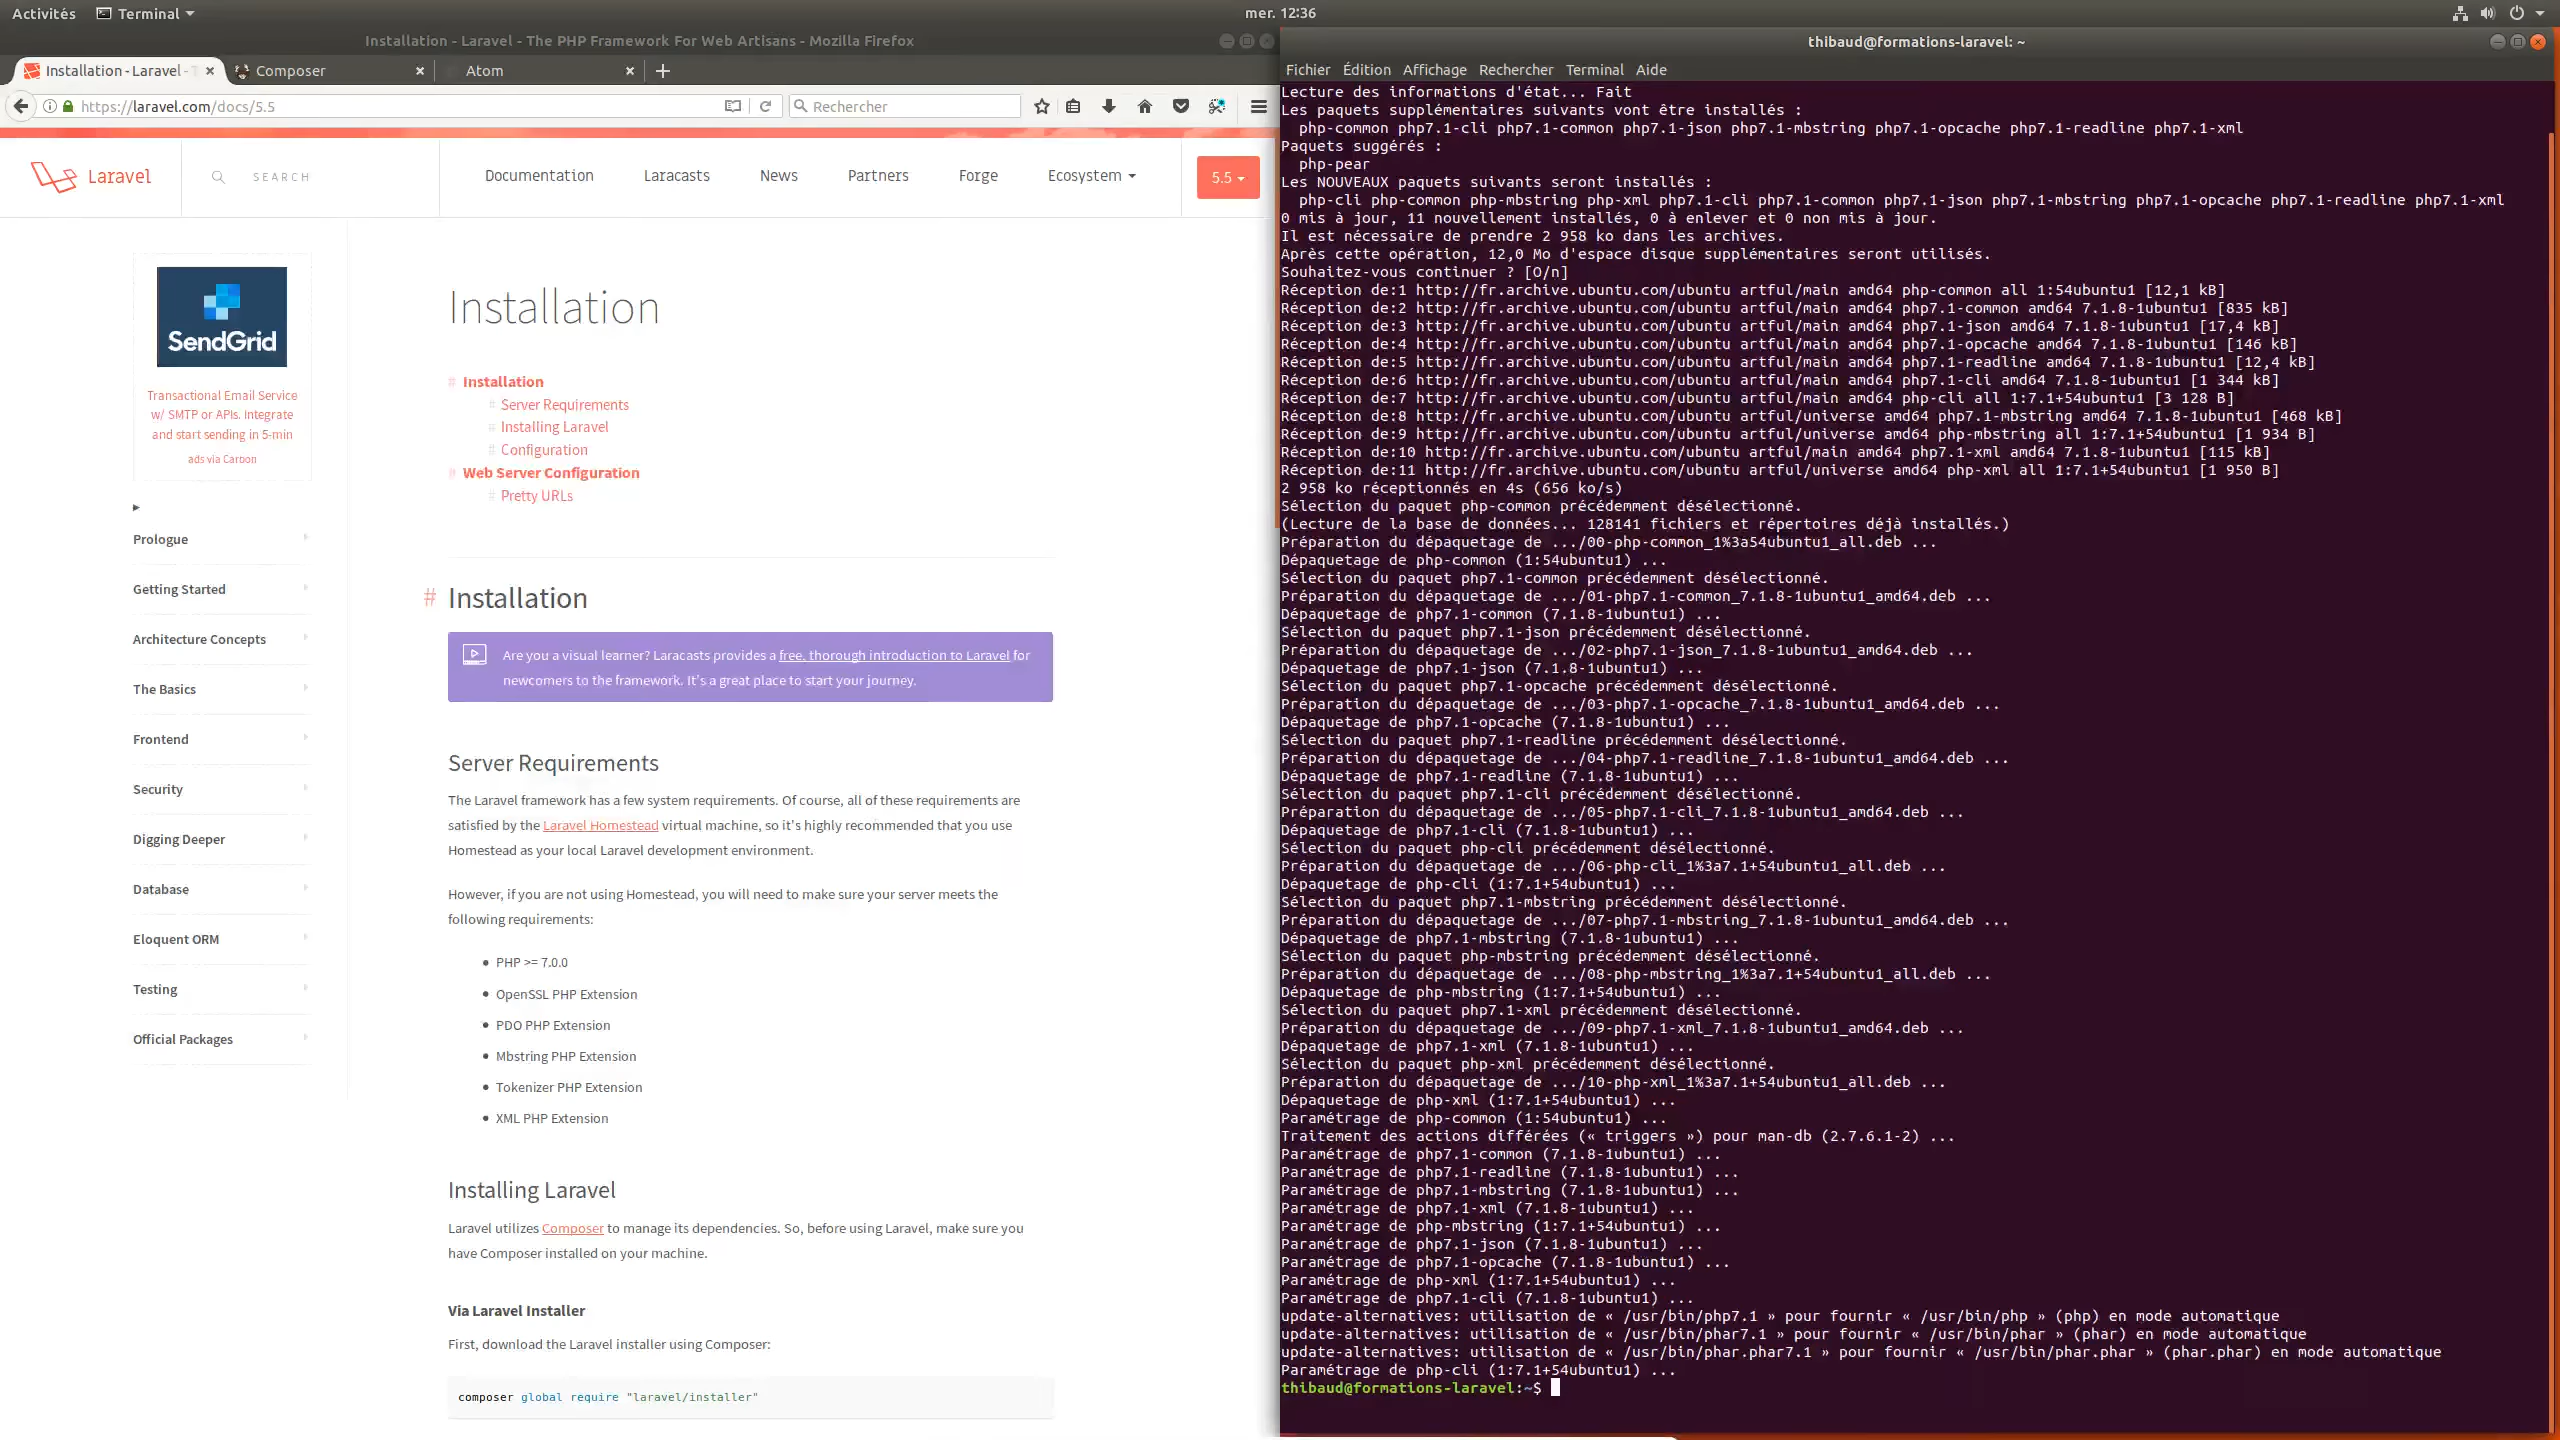 Activités
Terminal
mer. 12:36
Installation - Laravel - The PHP Framework For Web Artisans - Mozilla Firefox
Installation - Laravel - T
Composer
Atom
https://laravel.com/docs/5.5
Rechercher
Laravel
SEARCH
Documentation
Laracasts
News
Partners
Forge
Ecosystem
5.5
SendGrid
Transactional Email Service
w/ SMTP or APIs. Integrate
and start sending in 5-min
ads via Carbon
Prologue
Getting Started
Architecture Concepts
The Basics
Frontend
Security
Digging Deeper
Database
Eloquent ORM
Testing
Official Packages
Installation
# Installation
# Server Requirements
# Installing Laravel
# Configuration
# Web Server Configuration
# Pretty URLs
# Installation
Are you a visual learner? Laracasts provides a free, thorough introduction to Laravel for
newcomers to the framework. It's a great place to start your journey.
Server Requirements
The Laravel framework has a few system requirements. Of course, all of these requirements are
satisfied by the Laravel Homestead virtual machine, so it's highly recommended that you use
Homestead as your local Laravel development environment.
However, if you are not using Homestead, you will need to make sure your server meets the
following requirements:
• PHP >= 7.0.0
• OpenSSL PHP Extension
• PDO PHP Extension
• Mbstring PHP Extension
• Tokenizer PHP Extension
• XML PHP Extension
Installing Laravel
Laravel utilizes Composer to manage its dependencies. So, before using Laravel, make sure you
have Composer installed on your machine.
Via Laravel Installer
First, download the Laravel installer using Composer:
composer global require "laravel/installer"
thibaud@formations-laravel: ~
Fichier Édition Affichage Rechercher Terminal Aide
Lecture des informations d'état... Fait
Les paquets supplémentaires suivants vont être installés :
php-common php7.1-cli php7.1-common php7.1-json php7.1-mbstring php7.1-opcache php7.1-readline php7.1-xml
Paquets suggérés :
php-pear
Les NOUVEAUX paquets suivants seront installés :
php-cli php-common php-mbstring php-xml php7.1-cli php7.1-common php7.1-json php7.1-mbstring php7.1-opcache php7.1-readline php7.1-xml
0 mis à jour, 11 nouvellement installés, 0 à enlever et 0 non mis à jour.
Il est nécessaire de prendre 2 958 ko dans les archives.
Après cette opération, 12,0 Mo d'espace disque supplémentaires seront utilisés.
Souhaitez-vous continuer ? [O/n]
Réception de:1 http://fr.archive.ubuntu.com/ubuntu artful/main amd64 php-common all 1:54ubuntu1 [12,1 kB]
Réception de:2 http://fr.archive.ubuntu.com/ubuntu artful/main amd64 php7.1-common amd64 7.1.8-1ubuntu1 [835 kB]
Réception de:3 http://fr.archive.ubuntu.com/ubuntu artful/main amd64 php7.1-json amd64 7.1.8-1ubuntu1 [17,4 kB]
Réception de:4 http://fr.archive.ubuntu.com/ubuntu artful/main amd64 php7.1-opcache amd64 7.1.8-1ubuntu1 [146 kB]
Réception de:5 http://fr.archive.ubuntu.com/ubuntu artful/main amd64 php7.1-readline amd64 7.1.8-1ubuntu1 [12,4 kB]
Réception de:6 http://fr.archive.ubuntu.com/ubuntu artful/main amd64 php7.1-cli amd64 7.1.8-1ubuntu1 [1 344 kB]
Réception de:7 http://fr.archive.ubuntu.com/ubuntu artful/main amd64 php-cli all 1:7.1+54ubuntu1 [3 128 B]
Réception de:8 http://fr.archive.ubuntu.com/ubuntu artful/universe amd64 php7.1-mbstring amd64 7.1.8-1ubuntu1 [468 kB]
Réception de:9 http://fr.archive.ubuntu.com/ubuntu artful/universe amd64 php-mbstring all 1:7.1+54ubuntu1 [1 934 B]
Réception de:10 http://fr.archive.ubuntu.com/ubuntu artful/main amd64 php7.1-xml amd64 7.1.8-1ubuntu1 [115 kB]
Réception de:11 http://fr.archive.ubuntu.com/ubuntu artful/universe amd64 php-xml all 1:7.1+54ubuntu1 [1 950 B]
2 958 ko réceptionnés en 4s (656 ko/s)
Sélection du paquet php-common précédemment désélectionné.
(Lecture de la base de données... 128141 fichiers et répertoires déjà installés.)
Préparation du dépaquetage de .../00-php-common_1%3a54ubuntu1_all.deb ...
Dépaquetage de php-common (1:54ubuntu1) ...
Sélection du paquet php7.1-common précédemment désélectionné.
Préparation du dépaquetage de .../01-php7.1-common_7.1.8-1ubuntu1_amd64.deb ...
Dépaquetage de php7.1-common (7.1.8-1ubuntu1) ...
Sélection du paquet php7.1-json précédemment désélectionné.
Préparation du dépaquetage de .../02-php7.1-json_7.1.8-1ubuntu1_amd64.deb ...
Dépaquetage de php7.1-json (7.1.8-1ubuntu1) ...
Sélection du paquet php7.1-opcache précédemment désélectionné.
Préparation du dépaquetage de .../03-php7.1-opcache_7.1.8-1ubuntu1_amd64.deb ...
Dépaquetage de php7.1-opcache (7.1.8-1ubuntu1) ...
Sélection du paquet php7.1-readline précédemment désélectionné.
Préparation du dépaquetage de .../04-php7.1-readline_7.1.8-1ubuntu1_amd64.deb ...
Dépaquetage de php7.1-readline (7.1.8-1ubuntu1) ...
Sélection du paquet php7.1-cli précédemment désélectionné.
Préparation du dépaquetage de .../05-php7.1-cli_7.1.8-1ubuntu1_amd64.deb ...
Dépaquetage de php7.1-cli (7.1.8-1ubuntu1) ...
Sélection du paquet php-cli précédemment désélectionné.
Préparation du dépaquetage de .../06-php-cli_1%3a7.1+54ubuntu1_all.deb ...
Dépaquetage de php-cli (1:7.1+54ubuntu1) ...
Sélection du paquet php7.1-mbstring précédemment désélectionné.
Préparation du dépaquetage de .../07-php7.1-mbstring_7.1.8-1ubuntu1_amd64.deb ...
Dépaquetage de php7.1-mbstring (7.1.8-1ubuntu1) ...
Sélection du paquet php-mbstring précédemment désélectionné.
Préparation du dépaquetage de .../08-php-mbstring_1%3a7.1+54ubuntu1_all.deb ...
Dépaquetage de php-mbstring (1:7.1+54ubuntu1) ...
Sélection du paquet php7.1-xml précédemment désélectionné.
Préparation du dépaquetage de .../09-php7.1-xml_7.1.8-1ubuntu1_amd64.deb ...
Dépaquetage de php7.1-xml (7.1.8-1ubuntu1) ...
Sélection du paquet php-xml précédemment désélectionné.
Préparation du dépaquetage de .../10-php-xml_1%3a7.1+54ubuntu1_all.deb ...
Dépaquetage de php-xml (1:7.1+54ubuntu1) ...
Paramétrage de php-common (1:54ubuntu1) ...
Traitement des actions différées (« triggers ») pour man-db (2.7.6.1-2) ...
Paramétrage de php7.1-common (7.1.8-1ubuntu1) ...
Paramétrage de php7.1-readline (7.1.8-1ubuntu1) ...
Paramétrage de php7.1-mbstring (7.1.8-1ubuntu1) ...
Paramétrage de php7.1-xml (7.1.8-1ubuntu1) ...
Paramétrage de php-mbstring (1:7.1+54ubuntu1) ...
Paramétrage de php7.1-json (7.1.8-1ubuntu1) ...
Paramétrage de php7.1-opcache (7.1.8-1ubuntu1) ...
Paramétrage de php-xml (1:7.1+54ubuntu1) ...
Paramétrage de php7.1-cli (7.1.8-1ubuntu1) ...
update-alternatives: utilisation de « /usr/bin/php7.1 » pour fournir « /usr/bin/php » (php) en mode automatique
update-alternatives: utilisation de « /usr/bin/phar7.1 » pour fournir « /usr/bin/phar » (phar) en mode automatique
update-alternatives: utilisation de « /usr/bin/phar.phar7.1 » pour fournir « /usr/bin/phar.phar » (phar.phar) en mode automatique
Paramétrage de php-cli (1:7.1+54ubuntu1) ...
thibaud@formations-laravel:~$